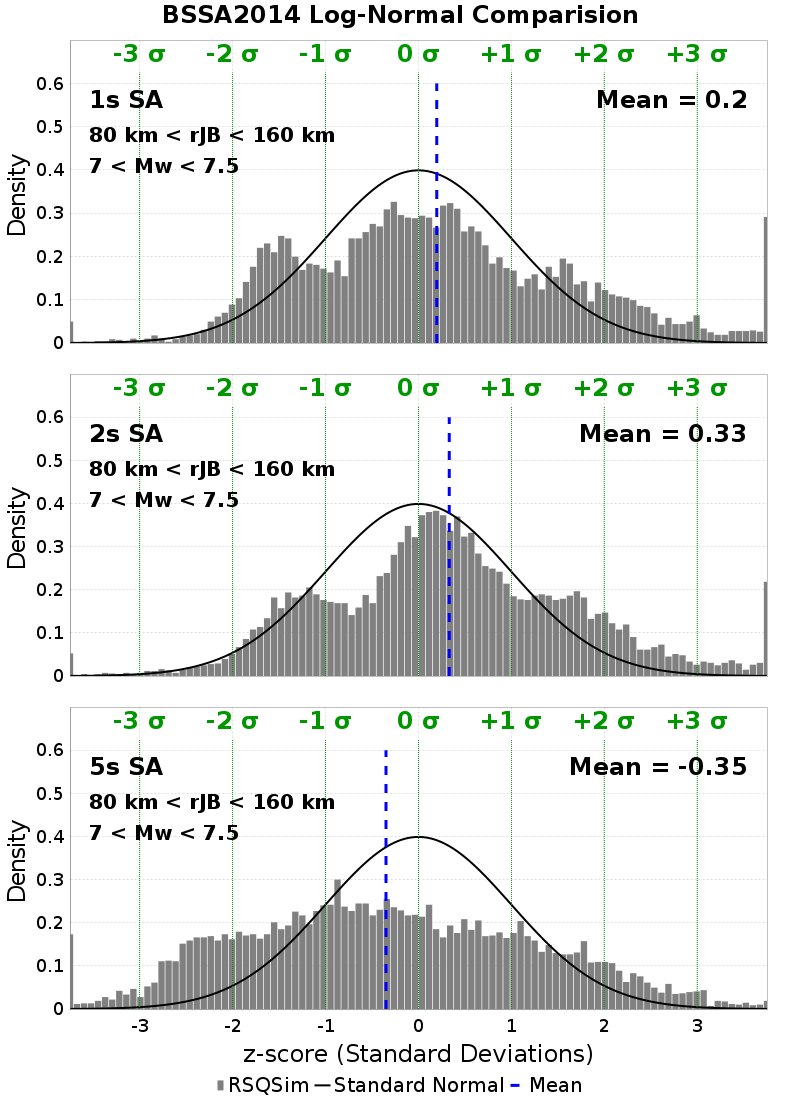 BSSA2014 Log-Normal Comparision
-3 σ -2 σ -1 σ 0 σ +1 σ +2 σ +3 σ
0.6
1s SA Mean = 0.2
0.5
80 km < rJB < 160 km
7 < Mw < 7.5
0.4
Density
0.3
0.2
0.1
0
-3 σ -2 σ -1 σ 0 σ +1 σ +2 σ +3 σ
0.6
2s SA Mean = 0.33
0.5
80 km < rJB < 160 km
7 < Mw < 7.5
0.4
Density
0.3
0.2
0.1
0
-3 σ -2 σ -1 σ 0 σ +1 σ +2 σ +3 σ
0.6
5s SA Mean = -0.35
0.5
80 km < rJB < 160 km
7 < Mw < 7.5
0.4
Density
0.3
0.2
0.1
0
-3 -2 -1 0 1 2 3
z-score (Standard Deviations)
RSQSim Standard Normal Mean